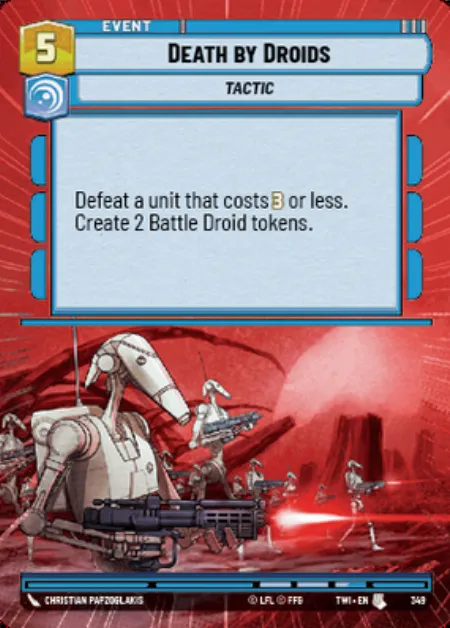 EVENT
5
DEATH BY DROIDS
TACTIC
Defeat a unit that costs 3 or less.
Create 2 Battle Droid tokens.
CHRISTIAN PAPZOGLAKIS
© LFL © FFG
TWI • EN
349